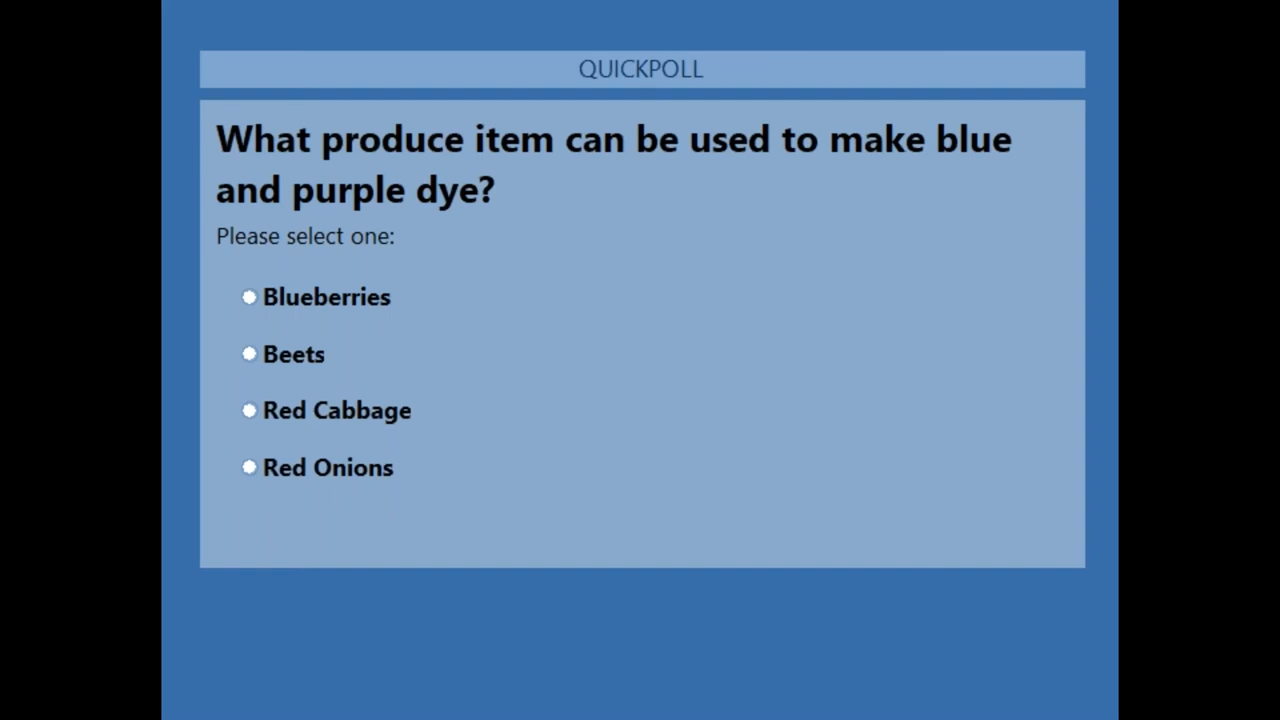 QUICKPOLL
What produce item can be used to make blue
and purple dye?
Please select one:
Blueberries
Beets
Red Cabbage
Red Onions